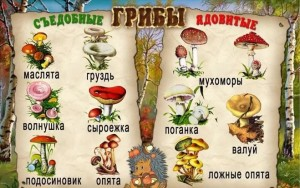 СЪЕДОБНЫЕ ГРИБЫ ЯДОВИТЫЕ
маслята груздь мухоморы
волнушка сыроежка поганка валуй
подосиновик опята ложные опята